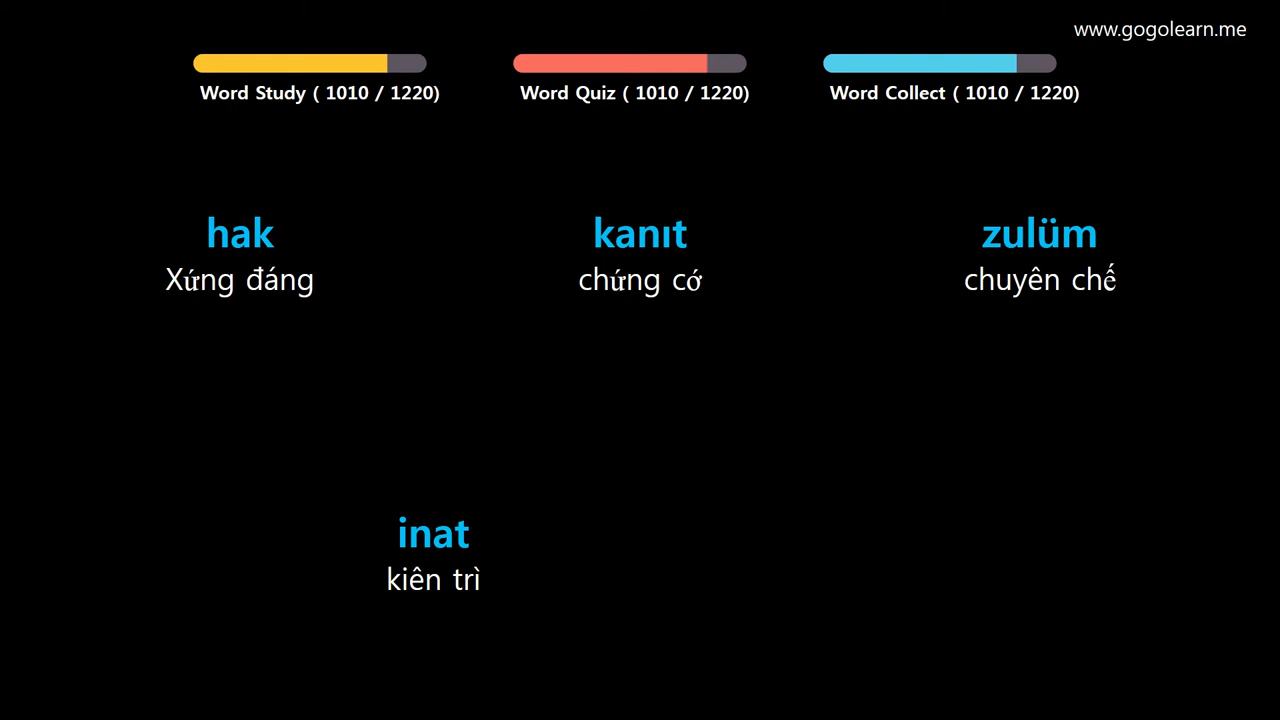 www.gogolearn.me
Word Study ( 1010 / 1220)
Word Quiz ( 1010 / 1220)
Word Collect ( 1010 / 1220)
hak
Xứng đáng
kanıt
chứng cớ
zulüm
chuyên chế
inat
kiên trì